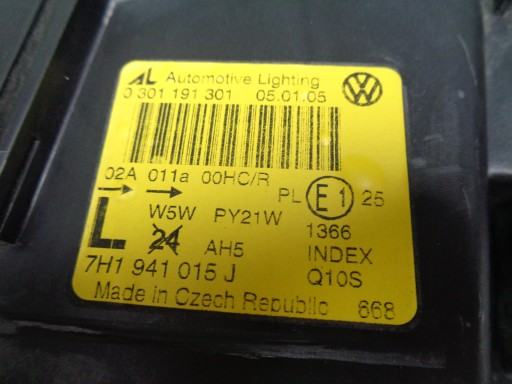 AL Automotive Lighting
0 301 191 301 05.01.05
VW
02A 011a 00HC/R
PL E1 25
W5W PY21W 1366
L 24 AH5 INDEX
7H1 941 015 J Q10S
Made in Czech Republic 668